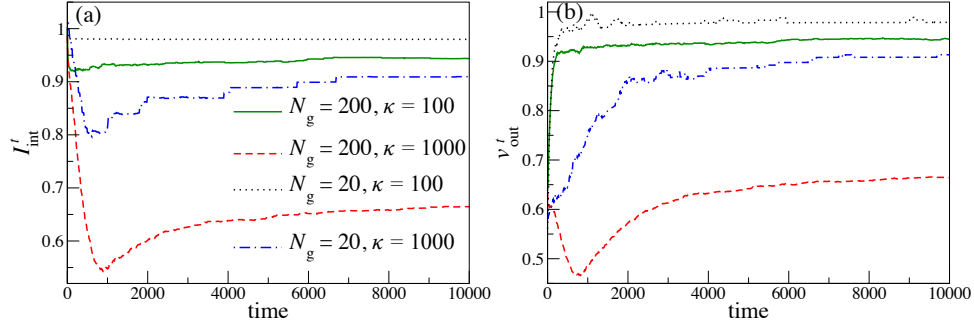 (a)
1
0.9
0.8
0.7
0.6
I^t_int
N_g = 200, κ = 100
N_g = 200, κ = 1000
N_g = 20, κ = 100
N_g = 20, κ = 1000
0 2000 4000 6000 8000 10000
time
(b)
1
0.9
0.8
0.7
0.6
0.5
v^t_out
0 2000 4000 6000 8000 10000
time